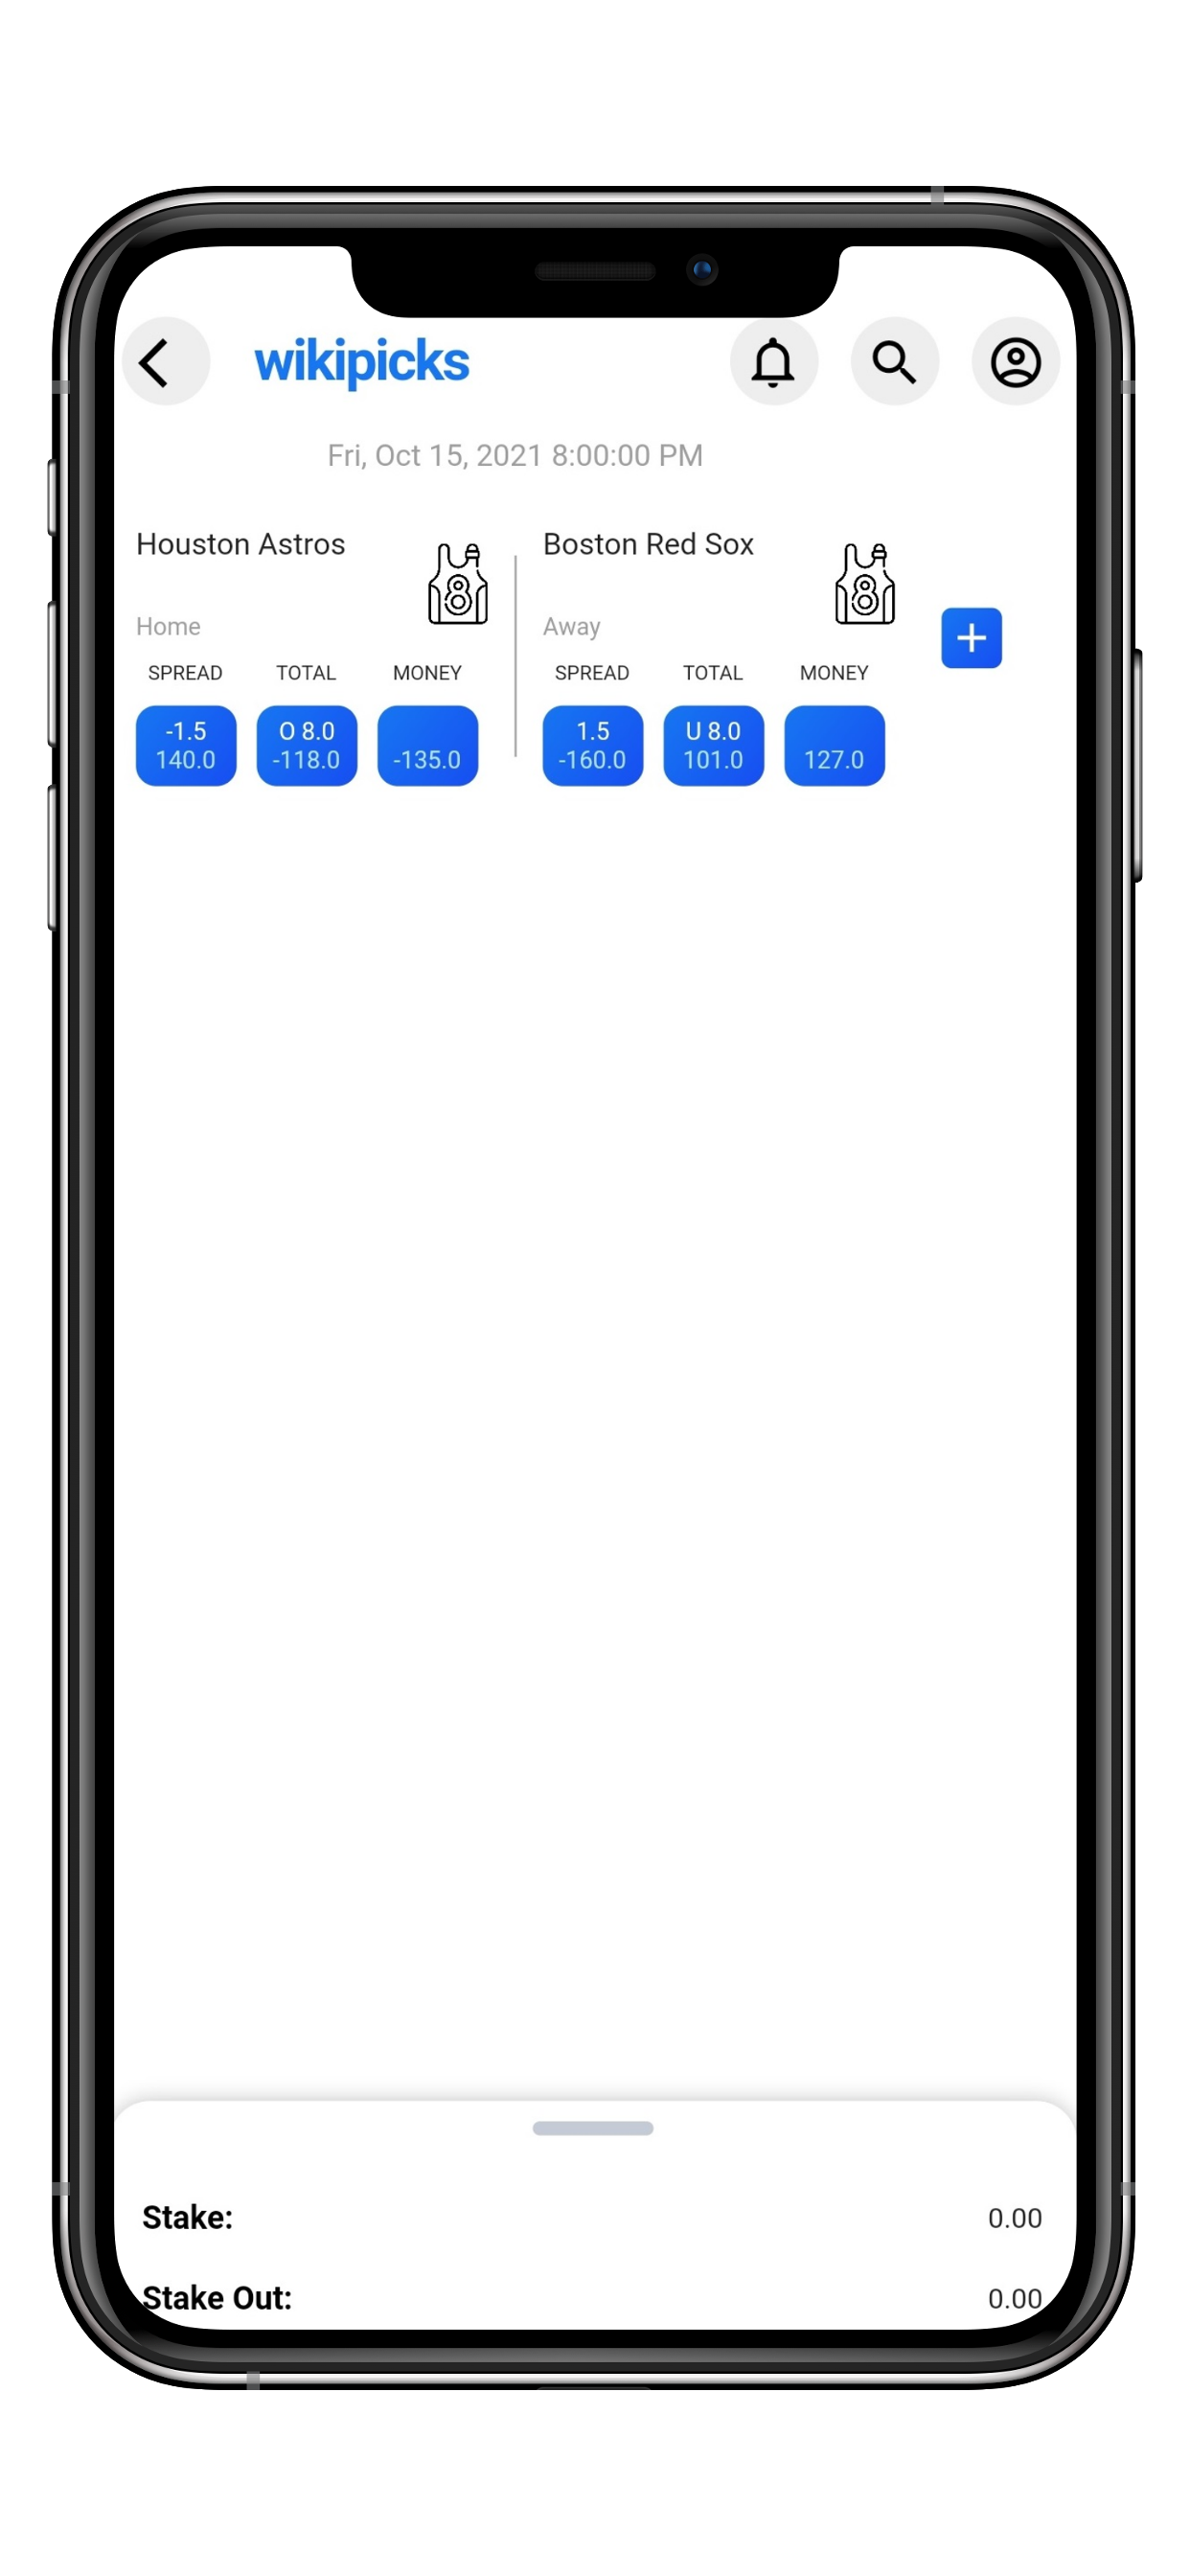 wikipicks
Fri, Oct 15, 2021 8:00:00 PM
Houston Astros
8
Home
SPREAD TOTAL MONEY
-1.5 O 8.0
140.0 -118.0 -135.0
Boston Red Sox
8
Away
SPREAD TOTAL MONEY
1.5 U 8.0
-160.0 101.0 127.0
+
Stake: 0.00
Stake Out: 0.00